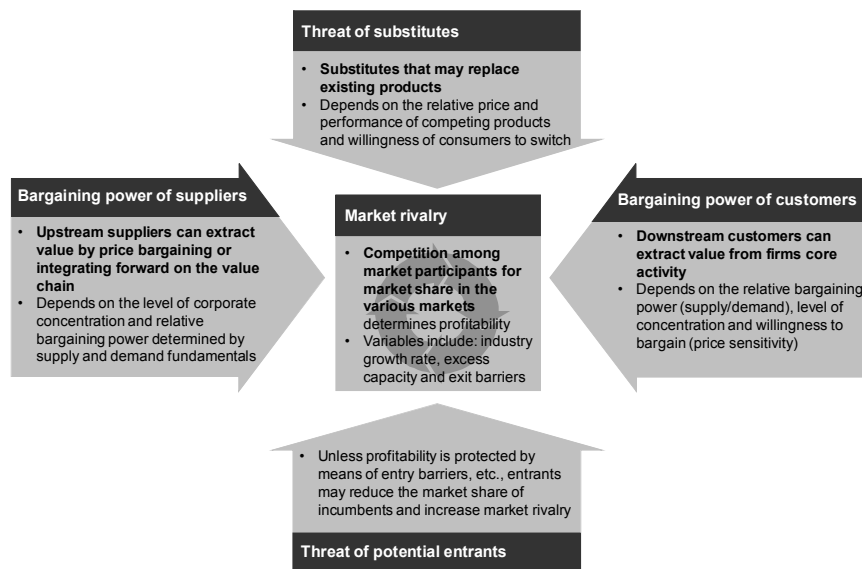 Threat of substitutes
• Substitutes that may replace
existing products
• Depends on the relative price and
performance of competing products
and willingness of consumers to switch
Bargaining power of suppliers
• Upstream suppliers can extract
value by price bargaining or
integrating forward on the value
chain
• Depends on the level of corporate
concentration and relative
bargaining power determined by
supply and demand fundamentals
Market rivalry
• Competition among
market participants for
market share in the
various markets
determines profitability
• Variables include: industry
growth rate, excess
capacity and exit barriers
Bargaining power of customers
• Downstream customers can
extract value from firms core
activity
• Depends on the relative bargaining
power (supply/demand), level of
concentration and willingness to
bargain (price sensitivity)
• Unless profitability is protected by
means of entry barriers, etc., entrants
may reduce the market share of
incumbents and increase market rivalry
Threat of potential entrants